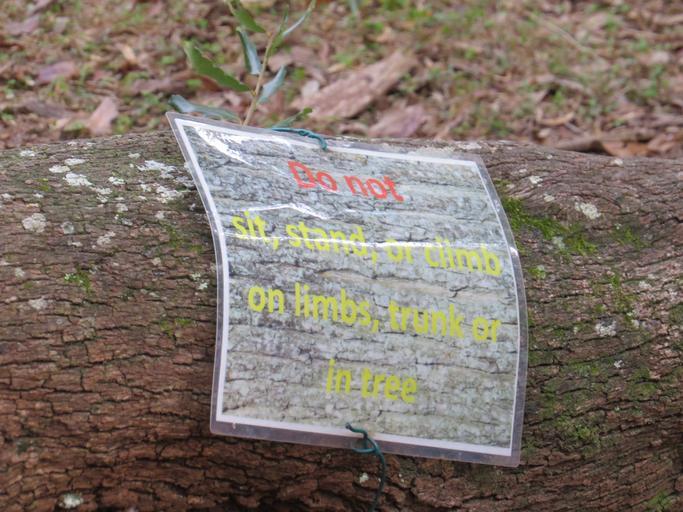 Do not
sit, stand, or climb
on limbs, trunk or
in tree